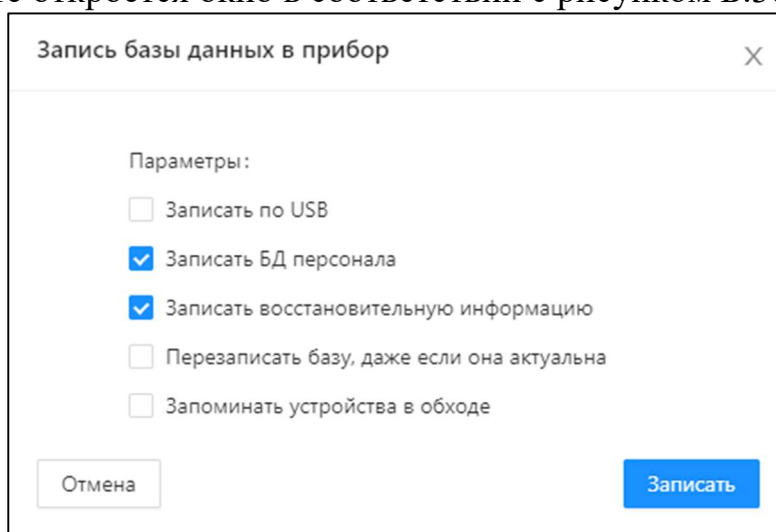 откроется окно в соответствии с рисунком
Запись базы данных в прибор
X
Параметры:
Записать по USB
Записать БД персонала
Записать восстановительную информацию
Перезаписать базу, даже если она актуальна
Запоминать устройства в обходе
Отмена
Записать